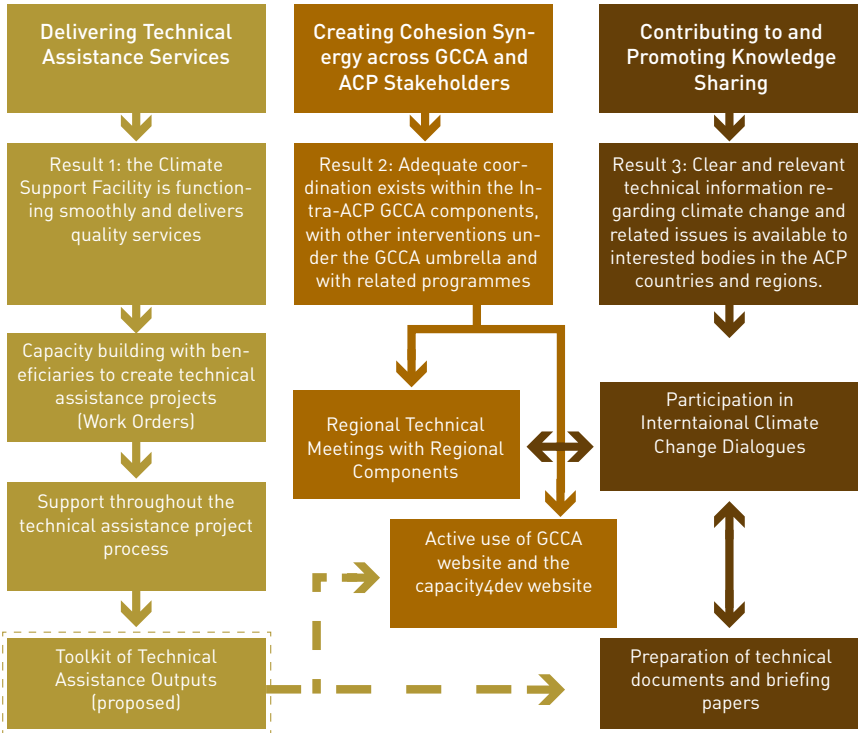 Delivering Technical
Assistance Services
Result 1: the Climate
Support Facility is function-
ing smoothly and delivers
quality services
Capacity building with ben-
eficiaries to create technical
assistance projects
(Work Orders)
Support throughout the
technical assistance project
process
Toolkit of Technical
Assistance Outputs
(proposed)
Creating Cohesion Syn-
ergy across GCCA and
ACP Stakeholders
Result 2: Adequate coor-
dination exists within the In-
tra-ACP GCCA components,
with other interventions un-
der the GCCA umbrella and
with related programmes
Regional Technical
Meetings with Regional
Components
Active use of GCCA
website and the
capacity4dev website
Contributing to and
Promoting Knowledge
Sharing
Result 3: Clear and relevant
technical information re-
garding climate change and
related issues is available to
interested bodies in the ACP
countries and regions.
Participation in
Interntaional Climate
Change Dialogues
Preparation of technical
documents and briefing
papers